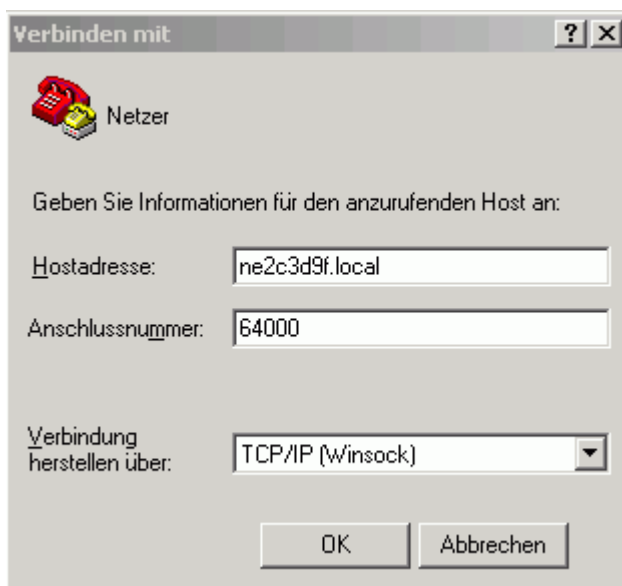 Verbinden mit
Netzer
Geben Sie Informationen für den anzurufenden Host an:
Hostadresse: ne2c3d9f.local
Anschlussnummer: 64000
Verbindung
herstellen über: TCP/IP (Winsock)
OK Abbrechen